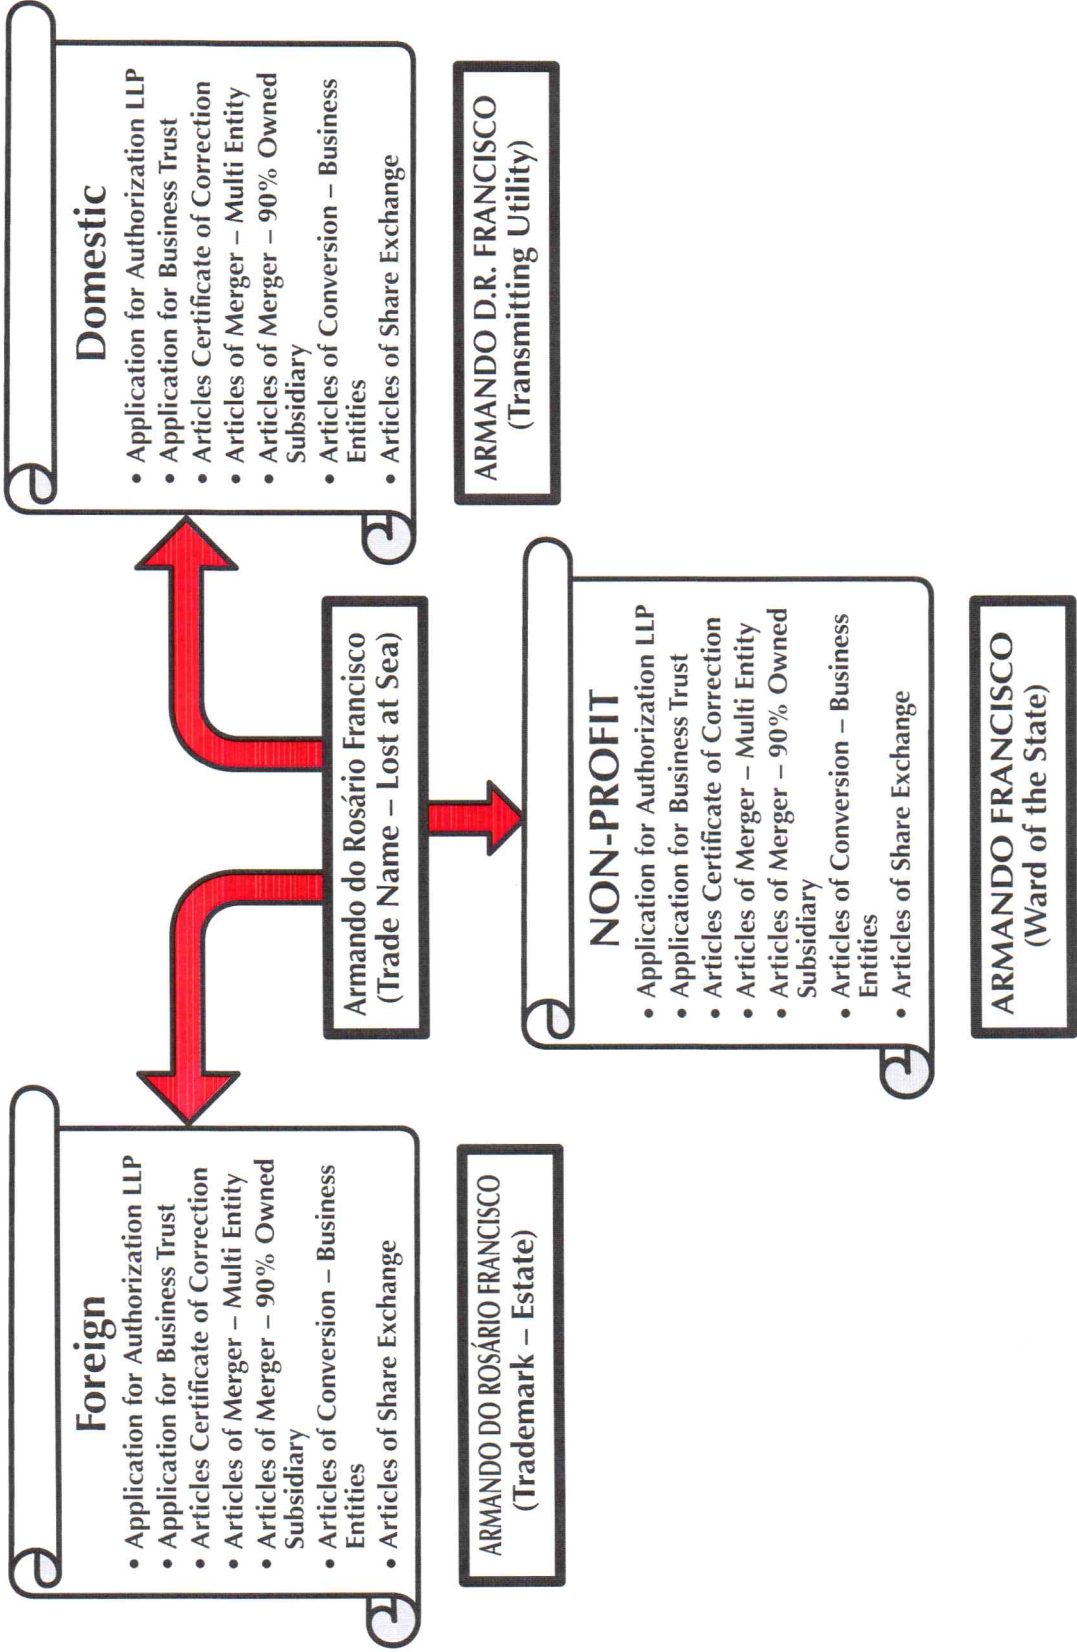 Foreign
• Application for Authorization LLP
• Application for Business Trust
• Articles Certificate of Correction
• Articles of Merger – Multi Entity
• Articles of Merger – 90% Owned
Subsidiary
• Articles of Conversion – Business
Entities
• Articles of Share Exchange
ARMANDO DO ROSÁRIO FRANCISCO
(Trademark – Estate)
Armando do Rosário Francisco
(Trade Name – Lost at Sea)
NON-PROFIT
• Application for Authorization LLP
• Application for Business Trust
• Articles Certificate of Correction
• Articles of Merger – Multi Entity
• Articles of Merger – 90% Owned
Subsidiary
• Articles of Conversion – Business
Entities
• Articles of Share Exchange
ARMANDO FRANCISCO
(Ward of the State)
Domestic
• Application for Authorization LLP
• Application for Business Trust
• Articles Certificate of Correction
• Articles of Merger – Multi Entity
• Articles of Merger – 90% Owned
Subsidiary
• Articles of Conversion – Business
Entities
• Articles of Share Exchange
ARMANDO D.R. FRANCISCO
(Transmitting Utility)